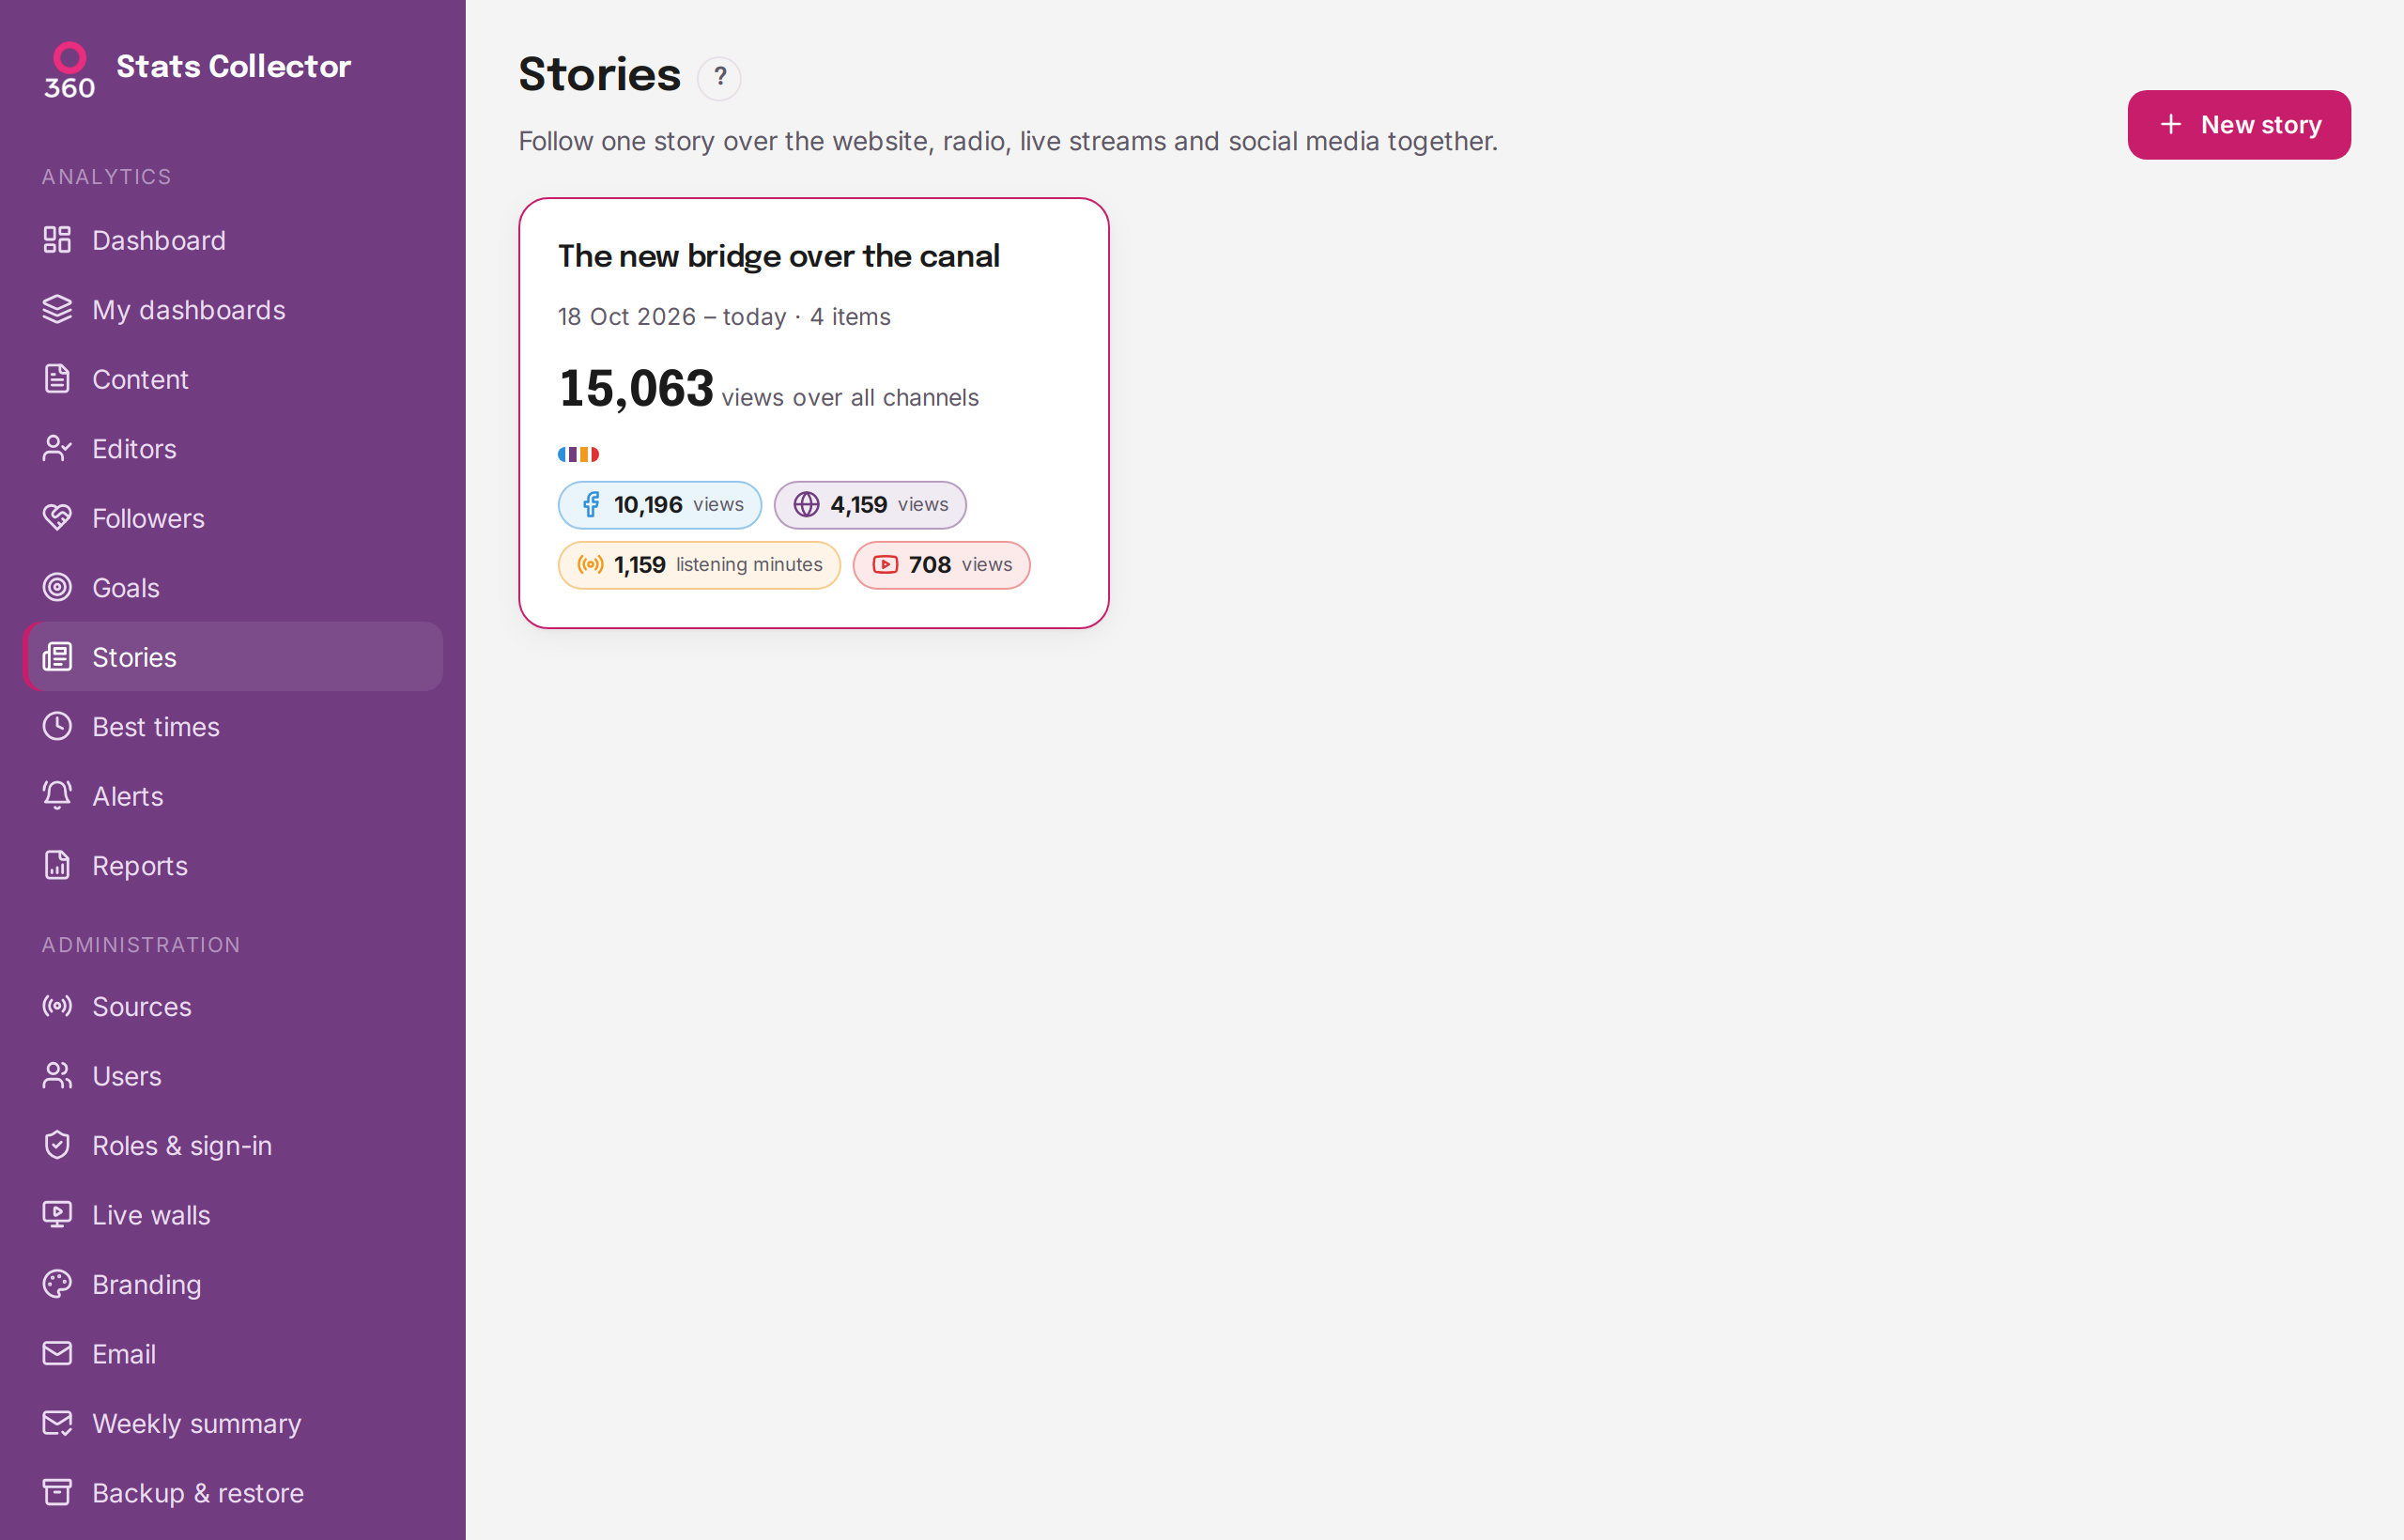 360
Stats Collector
ANALYTICS
Dashboard
My dashboards
Content
Editors
Followers
Goals
Stories
Best times
Alerts
Reports
ADMINISTRATION
Sources
Users
Roles & sign-in
Live walls
Branding
Email
Weekly summary
Backup & restore
Stories ?
Follow one story over the website, radio, live streams and social media together.
+ New story
The new bridge over the canal
18 Oct 2026 – today · 4 items
15,063 views over all channels
10,196 views 4,159 views
1,159 listening minutes 708 views